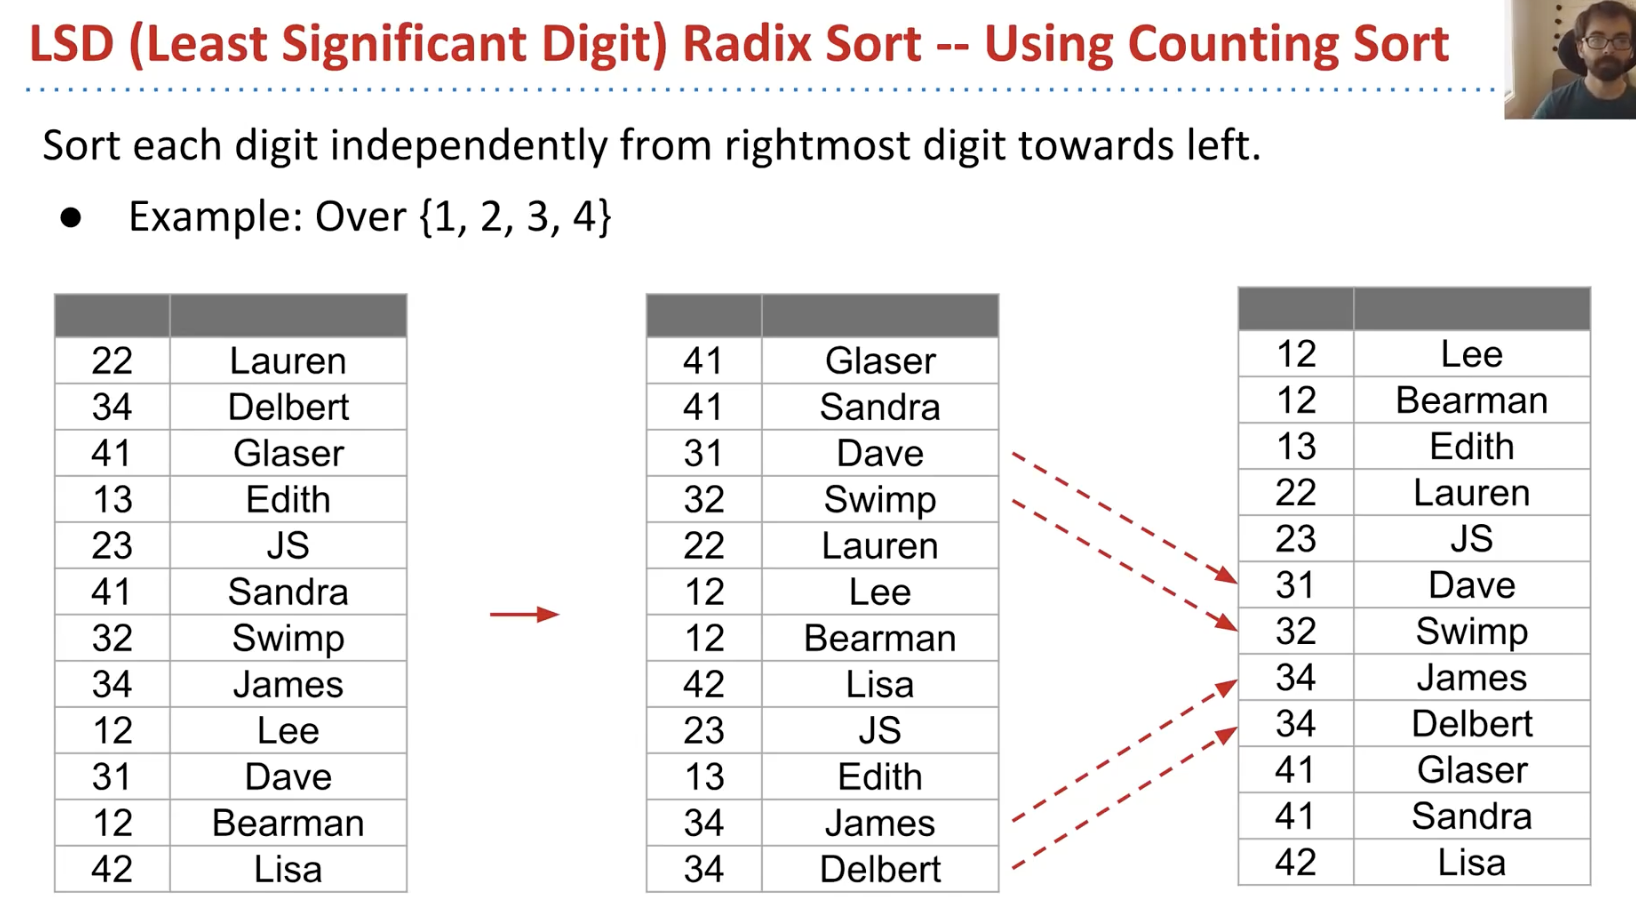 LSD (Least Significant Digit) Radix Sort -- Using Counting Sort
Sort each digit independently from rightmost digit towards left.
● Example: Over {1, 2, 3, 4}
22 Lauren
34 Delbert
41 Glaser
13 Edith
23 JS
41 Sandra
32 Swimp
34 James
12 Lee
31 Dave
12 Bearman
42 Lisa
41 Glaser
41 Sandra
31 Dave
32 Swimp
22 Lauren
12 Lee
12 Bearman
42 Lisa
23 JS
13 Edith
34 James
34 Delbert
12 Lee
12 Bearman
13 Edith
22 Lauren
23 JS
31 Dave
32 Swimp
34 James
34 Delbert
41 Glaser
41 Sandra
42 Lisa